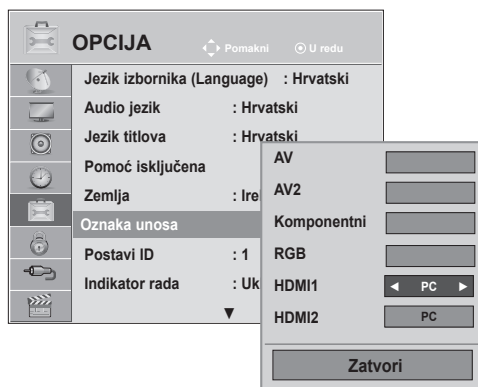 OPCIJA Pomakni U redu
Jezik izbornika (Language) : Hrvatski
Audio jezik : Hrvatski
Jezik titlova : Hrvatski
Pomoć isključena
Zemlja : Ire
Oznaka unosa
Postavi ID : 1
Indikator rada : Uk
AV
AV2
Komponentni
RGB
HDMI1 ◄ PC ►
HDMI2 PC
Zatvori